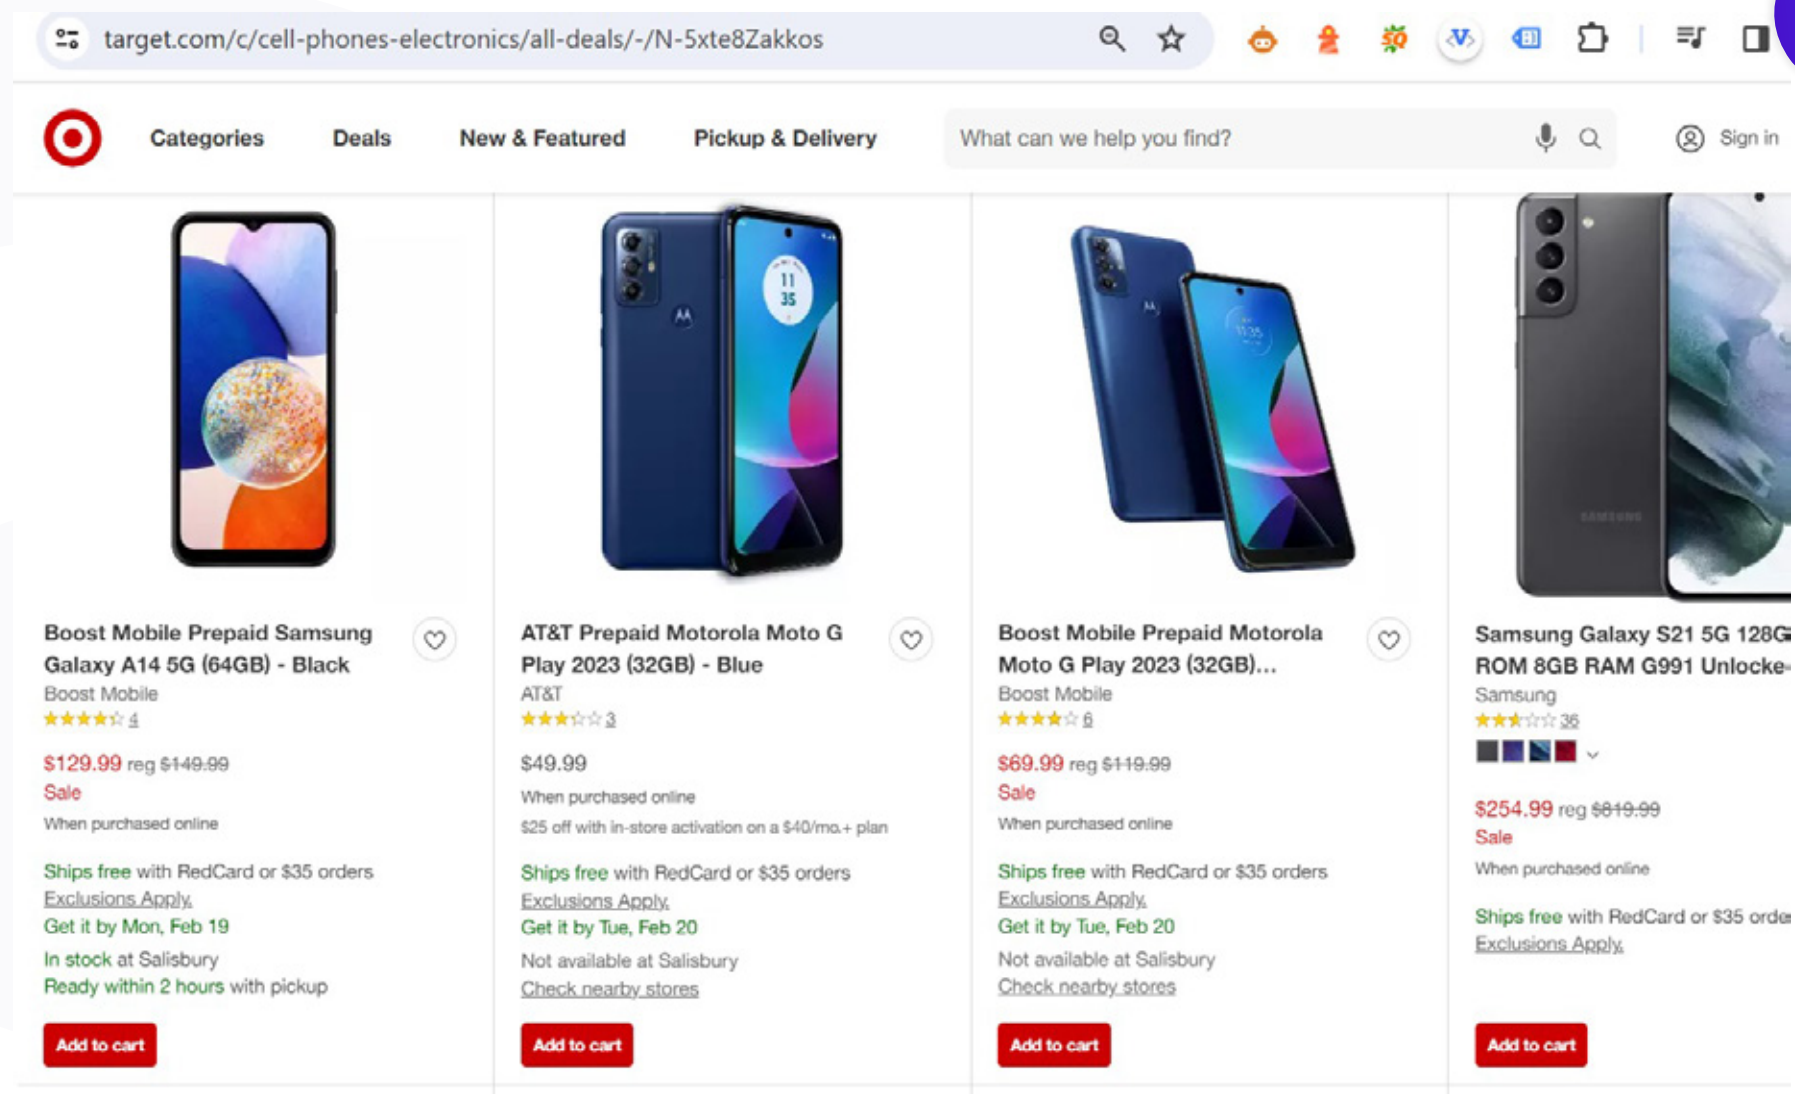 target.com/c/cell-phones-electronics/all-deals/-/N-5xte8Zakkos
Categories
Deals
New & Featured
Pickup & Delivery
What can we help you find?
Sign in
11
35
SAMSUNG
Boost Mobile Prepaid Samsung
Galaxy A14 5G (64GB) - Black
Boost Mobile
4
$129.99 reg $149.99
Sale
When purchased online
Ships free with RedCard or $35 orders
Exclusions Apply.
Get it by Mon, Feb 19
In stock at Salisbury
Ready within 2 hours with pickup
Add to cart
AT&T Prepaid Motorola Moto G
Play 2023 (32GB) - Blue
AT&T
3
$49.99
When purchased online
$25 off with in-store activation on a $40/mo.+ plan
Ships free with RedCard or $35 orders
Exclusions Apply.
Get it by Tue, Feb 20
Not available at Salisbury
Check nearby stores
Add to cart
Boost Mobile Prepaid Motorola
Moto G Play 2023 (32GB)...
Boost Mobile
6
$69.99 reg $119.99
Sale
When purchased online
Ships free with RedCard or $35 orders
Exclusions Apply.
Get it by Tue, Feb 20
Not available at Salisbury
Check nearby stores
Add to cart
Samsung Galaxy S21 5G 128G
ROM 8GB RAM G991 Unlocke
Samsung
36
$254.99 reg $819.99
Sale
When purchased online
Ships free with RedCard or $35 orde
Exclusions Apply.
Add to cart